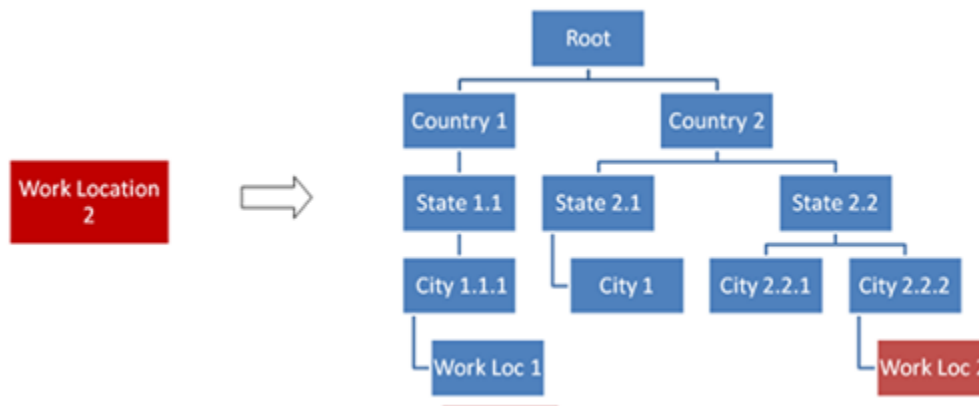 Root
Country 1
Country 2
Work Location
2
State 1.1
State 2.1
State 2.2
City 1.1.1
City 1
City 2.2.1
City 2.2.2
Work Loc 1
Work Loc